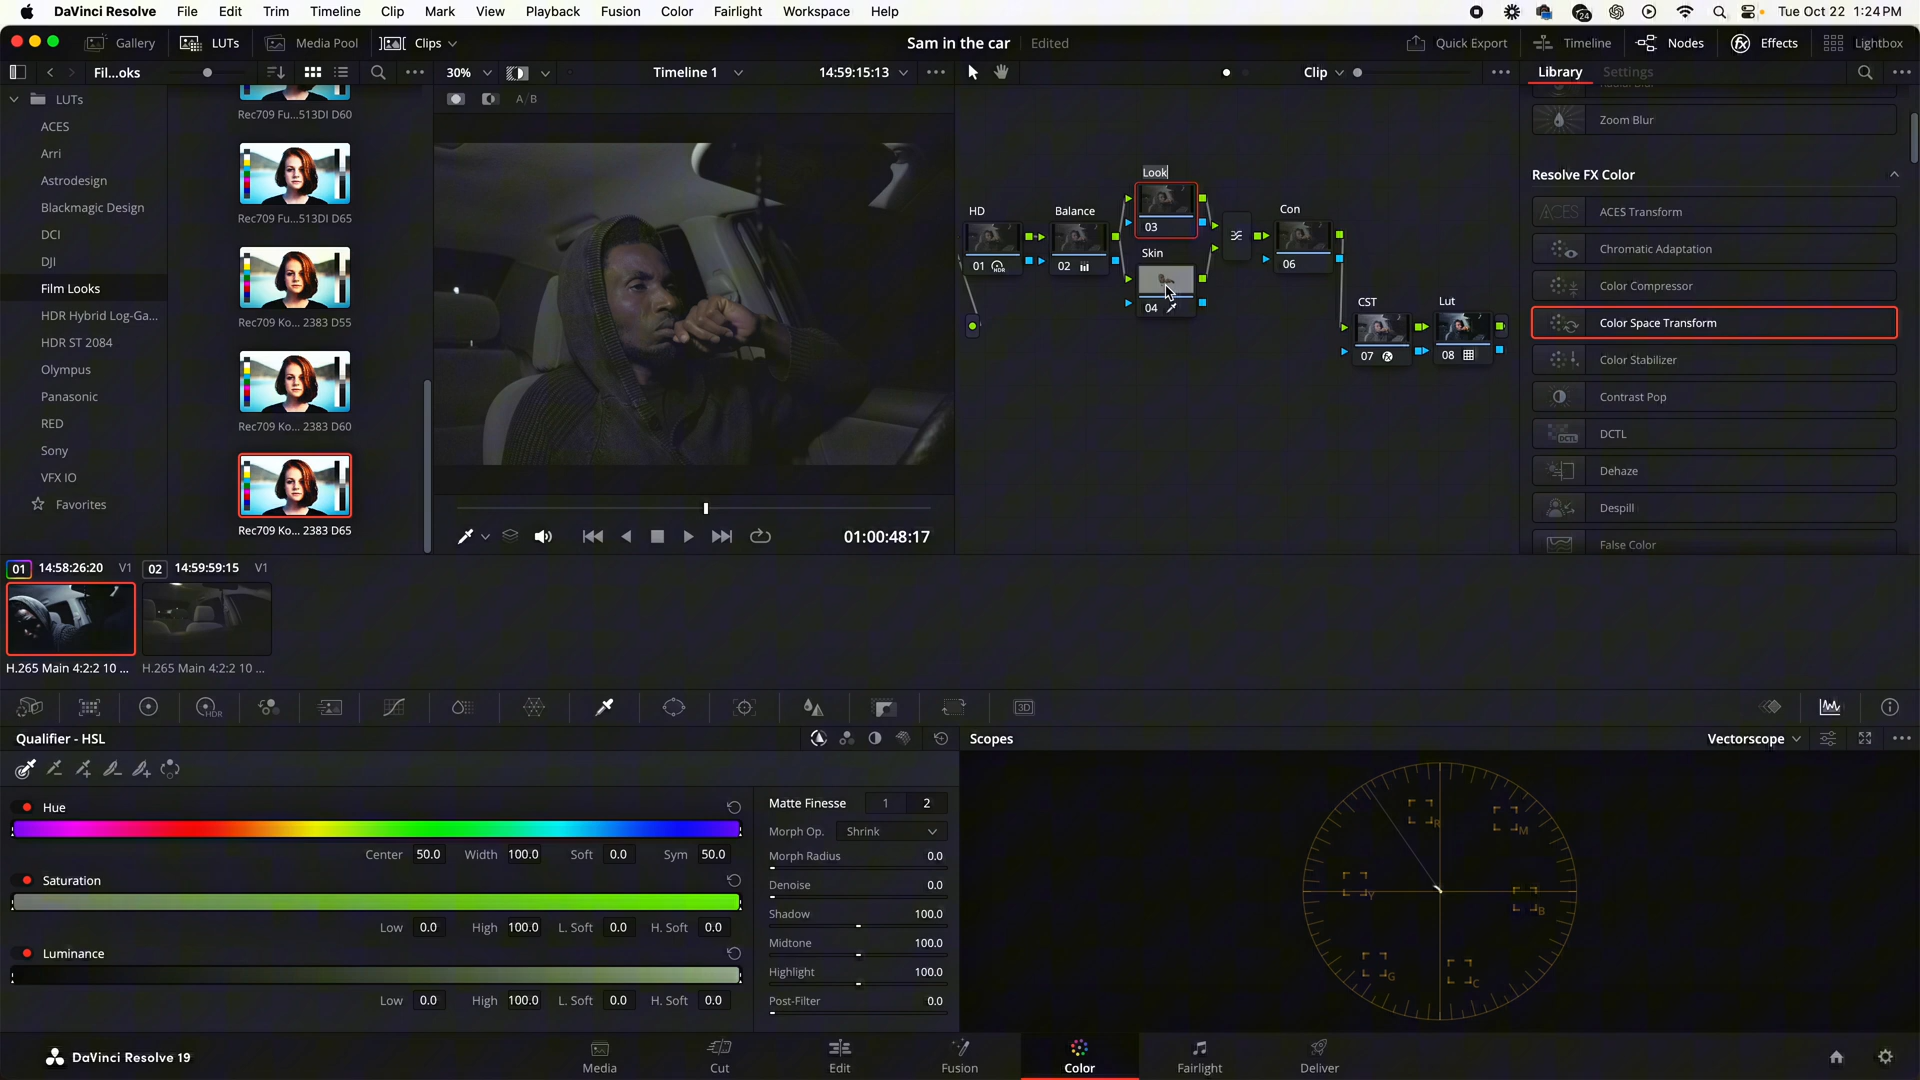 DaVinci Resolve File Edit Trim Timeline Clip Mark View Playback Fusion Color Fairlight Workspace Help 24 Tue Oct 22 1:24 PM
Gallery LUTs Media Pool Clips Sam in the car Edited Quick Export Timeline Nodes Effects Lightbox
Fil...oks 30% Timeline 1 14:59:15:13 Clip Library Settings
A/B
LUTs
ACES
Arri
Astrodesign
Blackmagic Design
DCI
DJI
Film Looks
HDR Hybrid Log-Ga...
HDR ST 2084
Olympus
Panasonic
RED
Sony
VFX IO
Favorites
Rec709 Fu...513DI D60
Rec709 Fu...513DI D65
Rec709 Ko... 2383 D55
Rec709 Ko... 2383 D60
Rec709 Ko... 2383 D65
01:00:48:17
HD
01 HDR
Balance
02
Look
03
Skin
04
Con
06
CST
07
Lut
08
Zoom Blur
Resolve FX Color
ACES Transform
Chromatic Adaptation
Color Compressor
Color Space Transform
Color Stabilizer
Contrast Pop
DCTL
Dehaze
Despill
False Color
01 14:58:26:20 V1 02 14:59:59:15 V1
H.265 Main 4:2:2 10 ... H.265 Main 4:2:2 10 ...
HDR 3D
Qualifier - HSL
Hue
Center 50.0 Width 100.0 Soft 0.0 Sym 50.0
Saturation
Low 0.0 High 100.0 L. Soft 0.0 H. Soft 0.0
Luminance
Low 0.0 High 100.0 L. Soft 0.0 H. Soft 0.0
Matte Finesse 1 2
Morph Op. Shrink
Morph Radius 0.0
Denoise 0.0
Shadow 100.0
Midtone 100.0
Highlight 100.0
Post-Filter 0.0
Scopes Vectorscope
R
M
Y
B
G
C
DaVinci Resolve 19 Media Cut Edit Fusion Color Fairlight Deliver